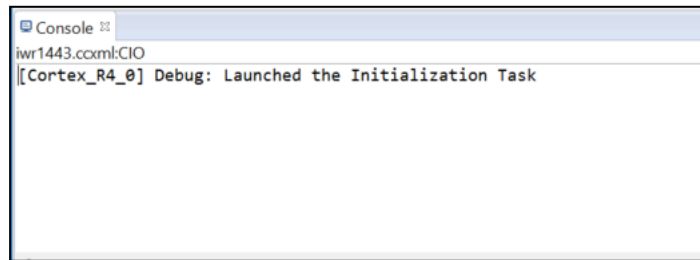 Console
iwr1443.ccxml:CIO
[Cortex_R4_0] Debug: Launched the Initialization Task